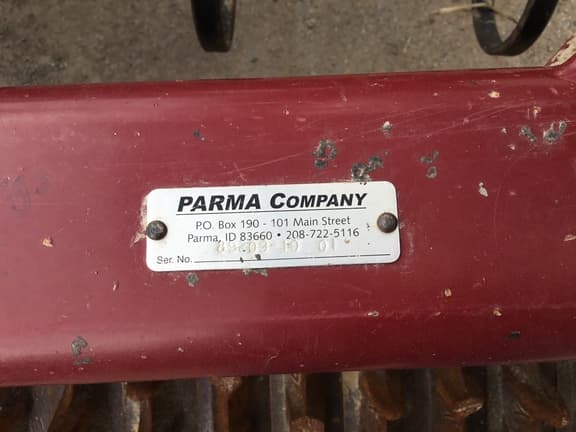 PARMA COMPANY
P.O. Box 190 - 101 Main Street
Parma, ID 83660 • 208-722-5116
Ser. No.